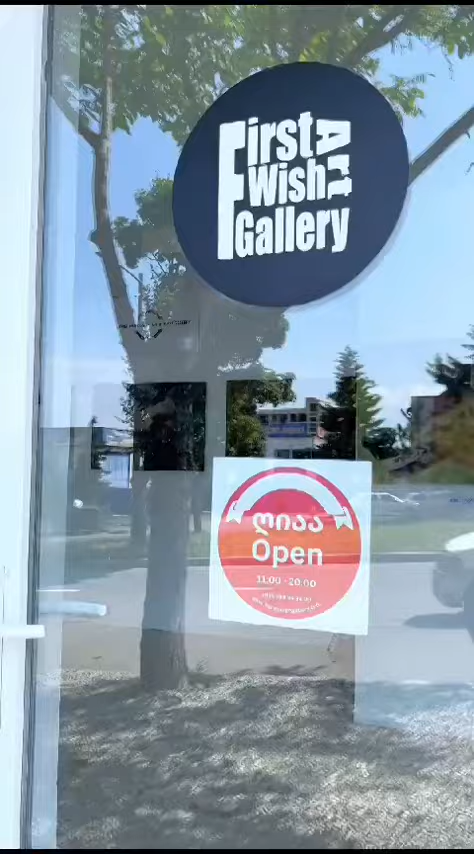 First Art
Wish
Gallery
ღიაა
Open
11:00 - 20:00